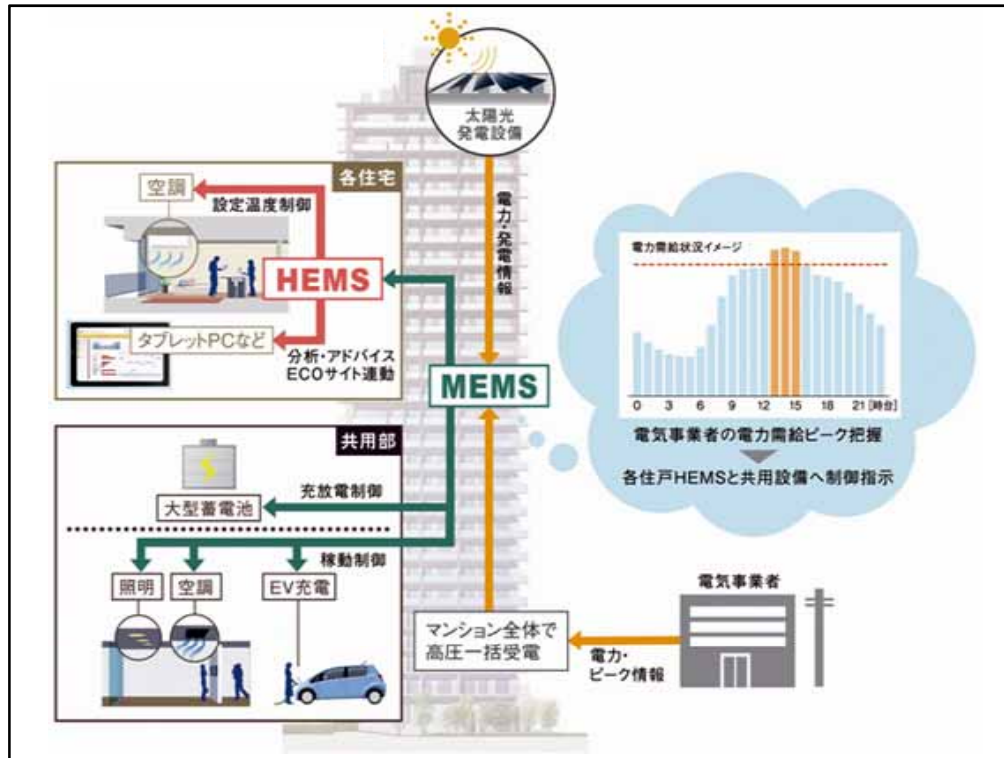 太陽光
発電設備
電力・発電情報
各住宅
空調
設定温度制御
HEMS
タブレットPCなど
分析・アドバイス
ECOサイト連動
MEMS
共用部
大型蓄電池
充放電制御
稼動制御
照明
空調
EV充電
電力需給状況イメージ
0 3 6 9 12 15 18 21 [時台]
電気事業者の電力需給ピーク把握
各住戸HEMSと共用設備へ制御指示
マンション全体で
高圧一括受電
電気事業者
電力・
ピーク情報